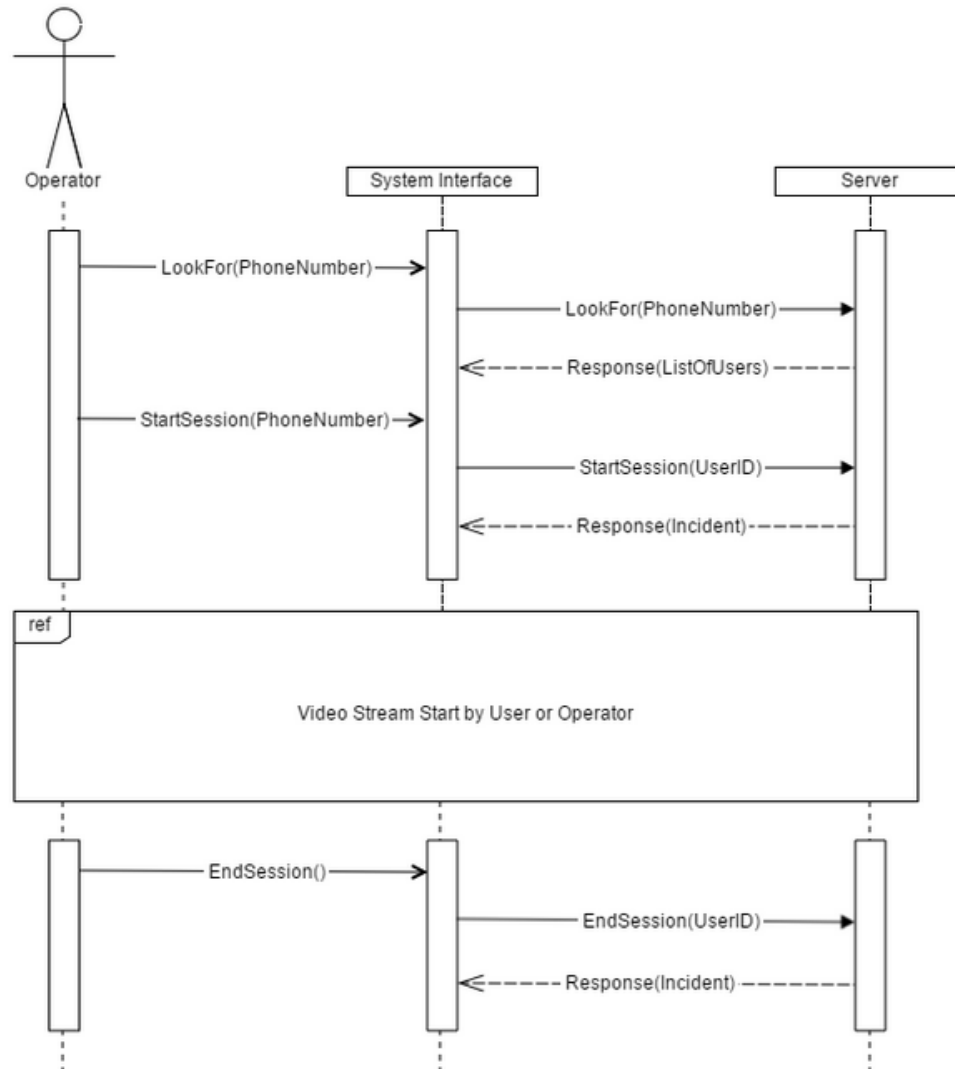 Operator
System Interface
Server
LookFor(PhoneNumber)
LookFor(PhoneNumber)
Response(ListOfUsers)
StartSession(PhoneNumber)
StartSession(UserID)
Response(Incident)
ref
Video Stream Start by User or Operator
EndSession()
EndSession(UserID)
Response(Incident)